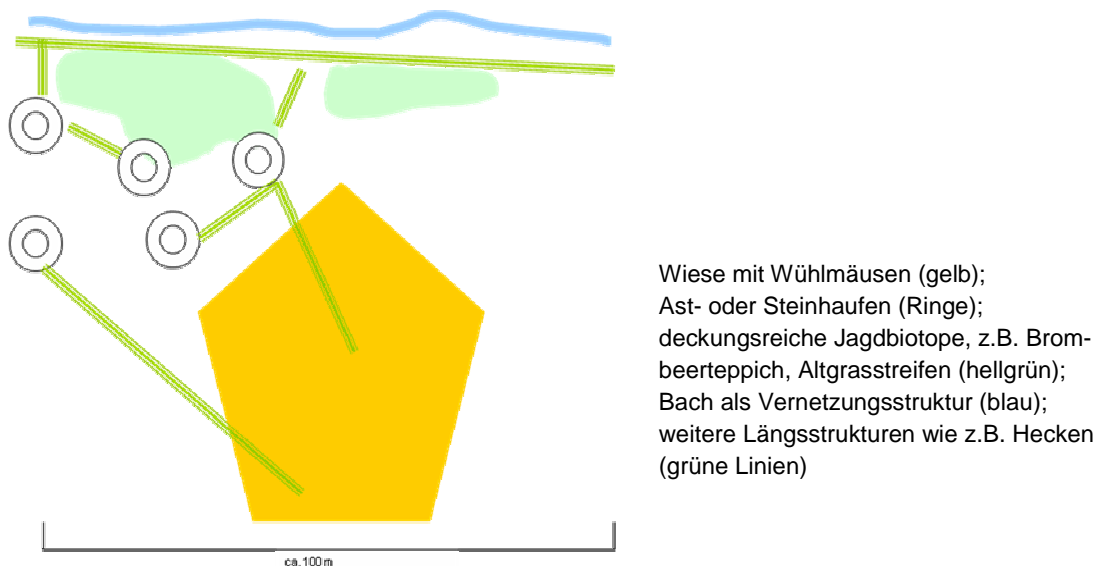 Wiese mit Wühlmäusen (gelb);
Ast- oder Steinhaufen (Ringe);
deckungsreiche Jagdbiotope, z.B. Brom-
beerteppich, Altgrasstreifen (hellgrün);
Bach als Vernetzungsstruktur (blau);
weitere Längsstrukturen wie z.B. Hecken
(grüne Linien)
ca. 100 m